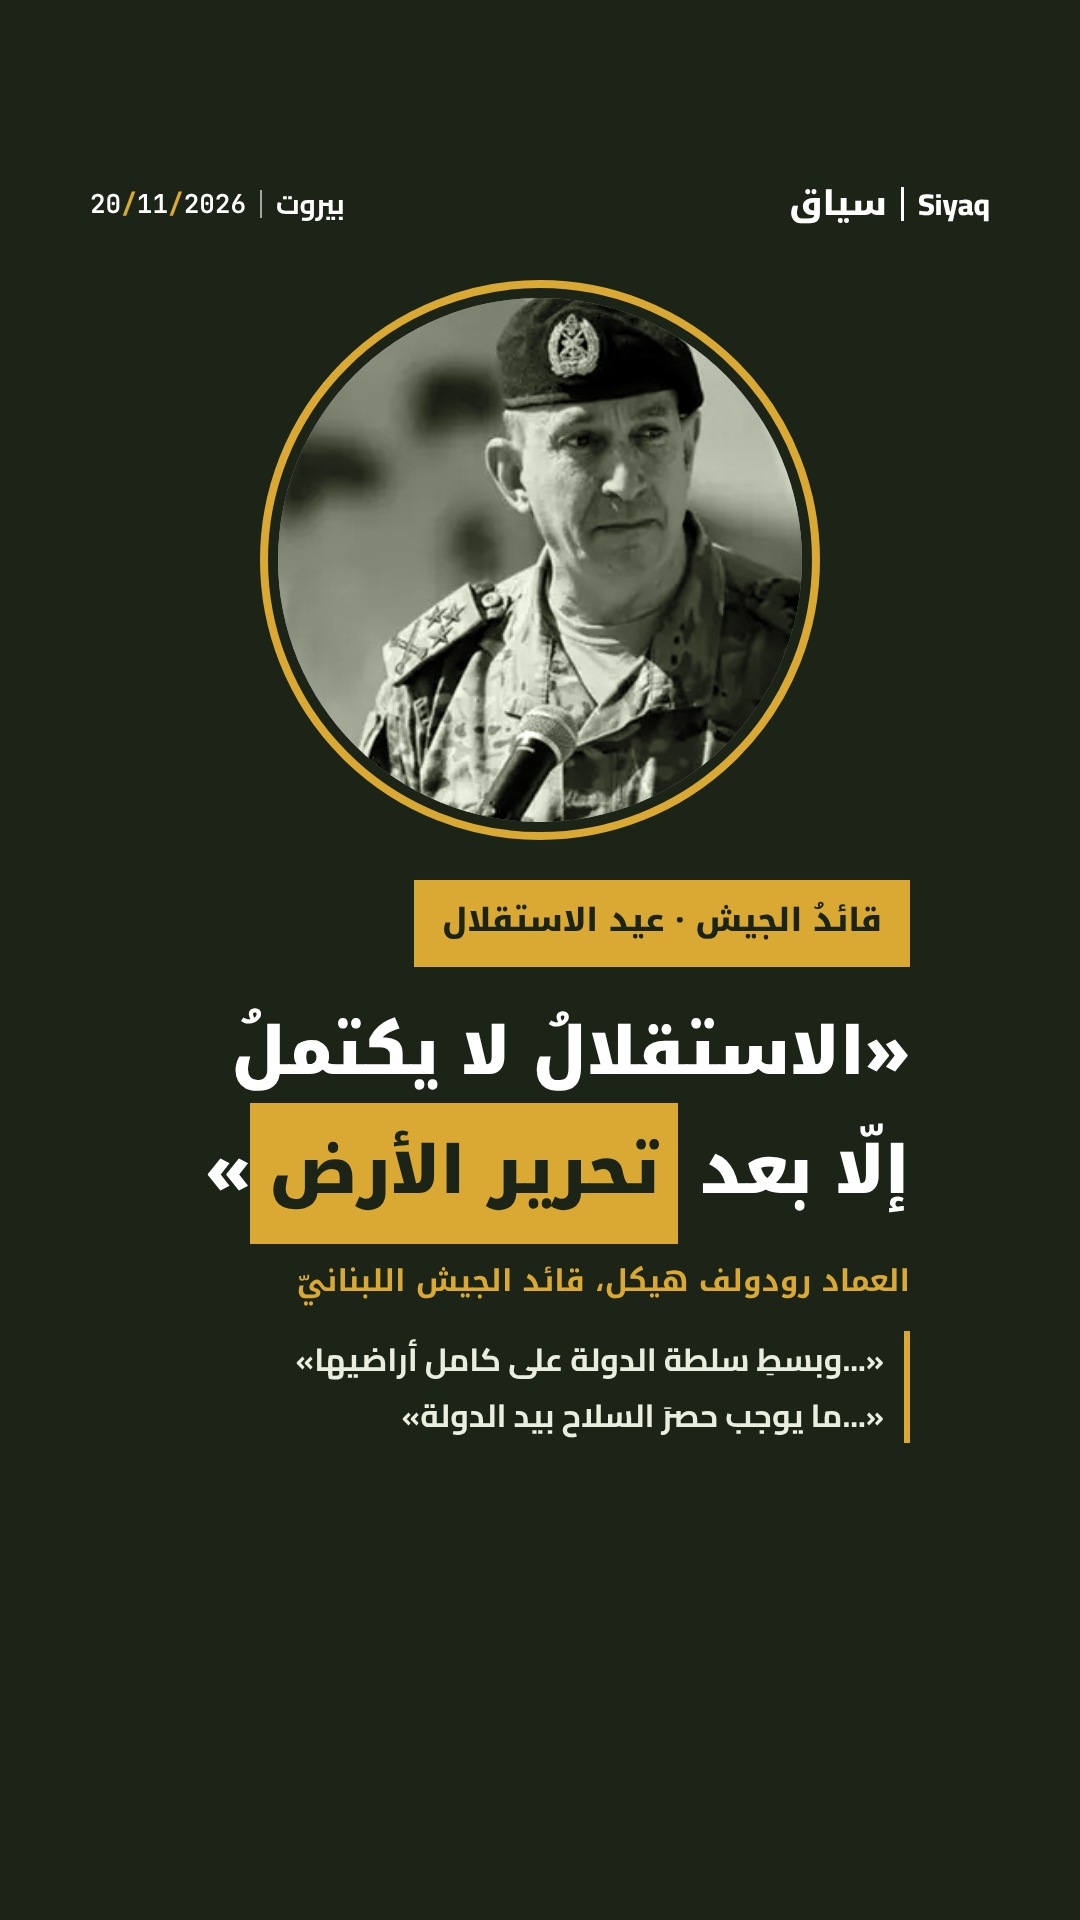 Siyaq | سياق
بيروت | 20/11/2026
قائدُ الجيش · عيد الاستقلال
«الاستقلالُ لا يكتملُ
إلّا بعد تحرير الأرض»
العماد رودولف هيكل، قائد الجيش اللبنانيّ
«...وبسطِ سلطة الدولة على كامل أراضيها»
«...ما يوجب حصرَ السلاح بيد الدولة»